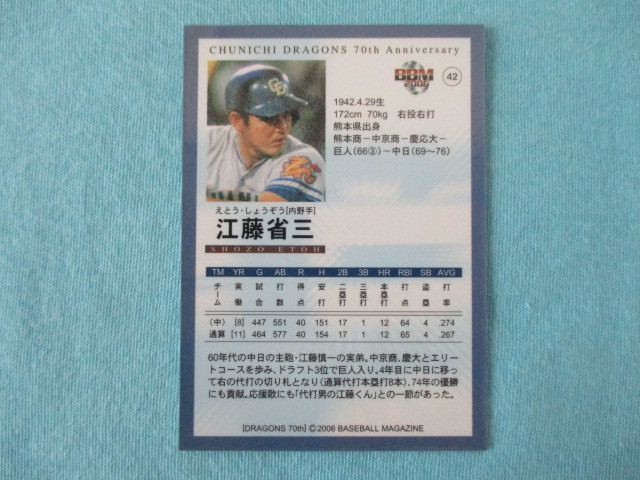 CHUNICHI DRAGONS 70th Anniversary
BBM
2006
42
1942.4.29生
172cm 70kg 右投右打
熊本県出身
熊本商－中京商－慶応大－
巨人(66③)－中日(69～76)
えとう・しょうぞう[内野手]
江藤省三
SHOZO ETOH
TM YR G AB R H 2B 3B HR RBI SB AVG
チーム 実働 試合 打数 得点 安打 二塁打 三塁打 本塁打 打点 盗塁 打率
(中) [8] 447 551 40 151 17 1 12 64 4 .274
通算 [11] 464 577 40 154 17 1 12 65 4 .267
60年代の中日の主砲・江藤慎一の実弟。中京商、慶大とエリー
トコースを歩み、ドラフト3位で巨人入り。4年目に中日に移っ
て右の代打の切り札となり(通算代打本塁打8本)、74年の優勝
にも貢献。応援歌にも「代打男の江藤くん」との一節があった。
[DRAGONS 70th] © 2006 BASEBALL MAGAZINE